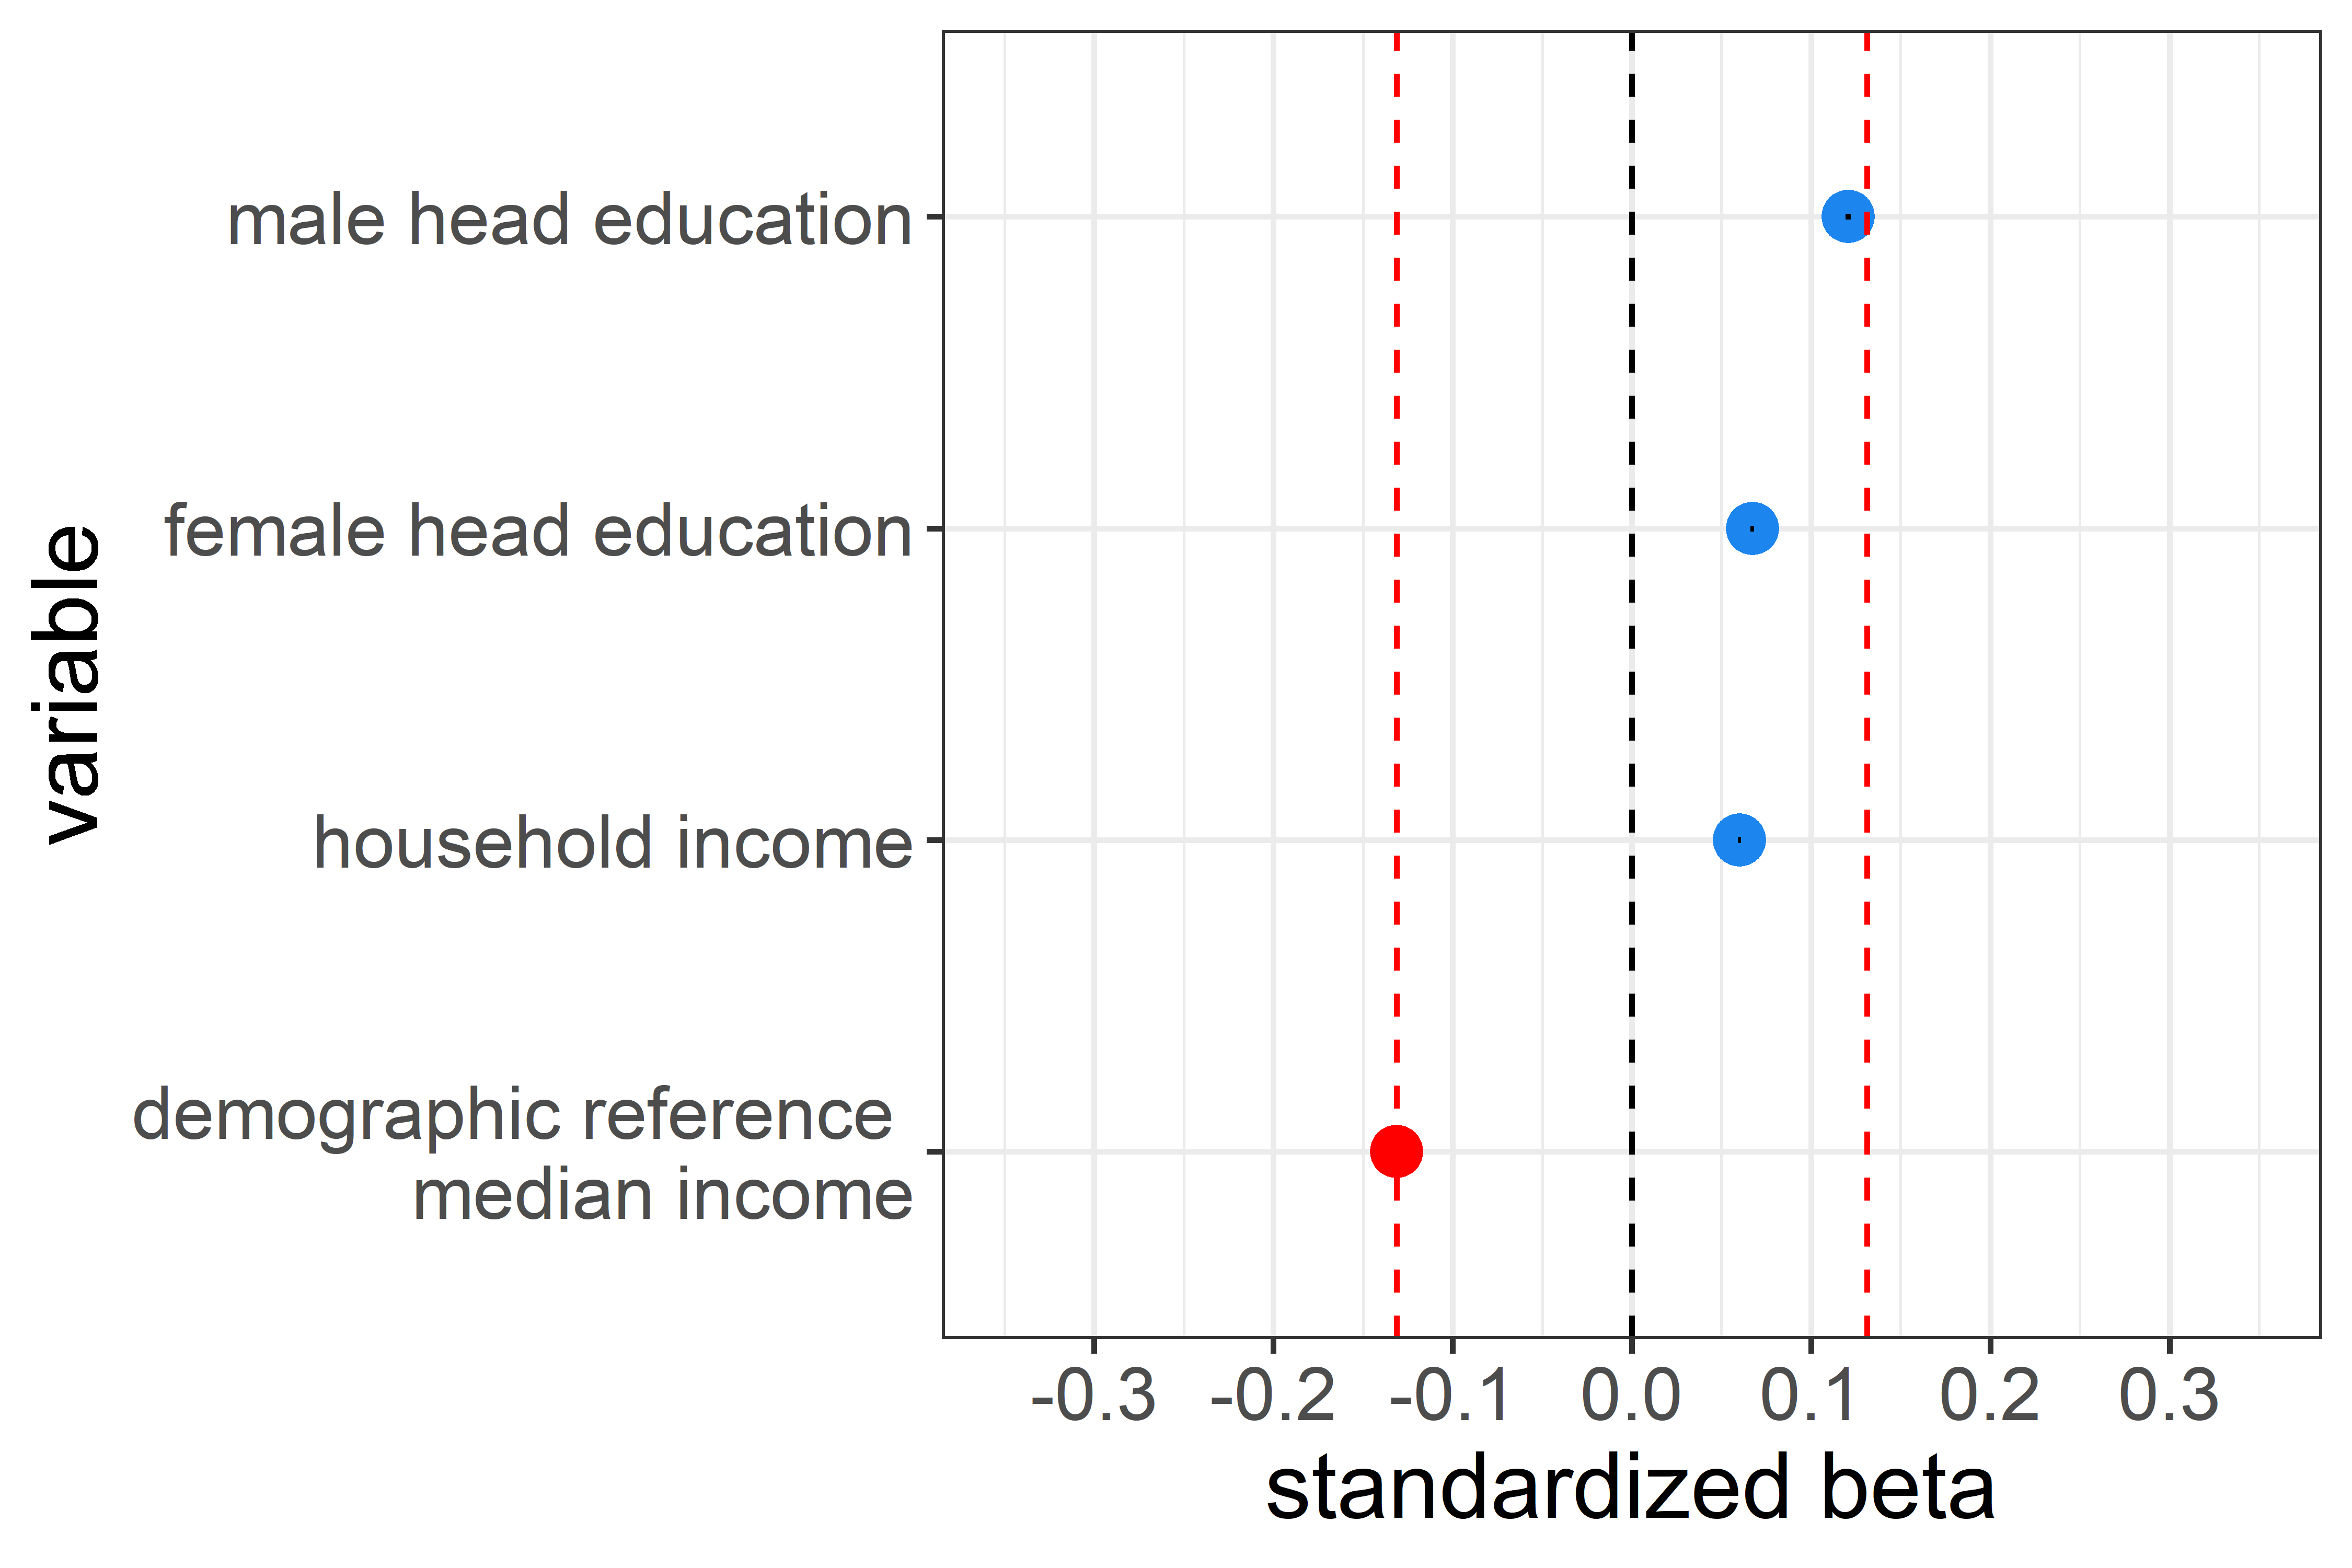 variable
male head education
female head education
household income
demographic reference
median income
-0.3 -0.2 -0.1 0.0 0.1 0.2 0.3
standardized beta